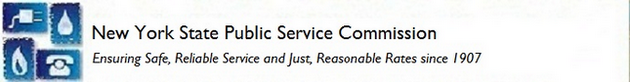 New York State Public Service Commission
Ensuring Safe, Reliable Service and Just, Reasonable Rates since 1907